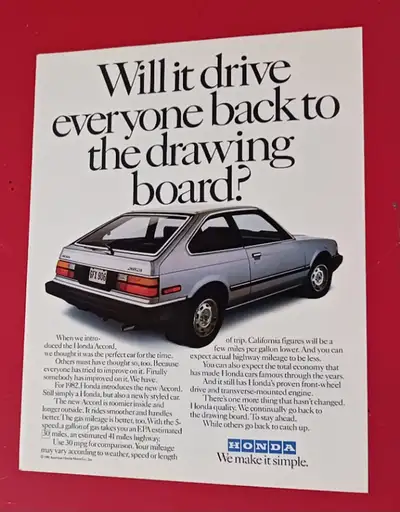 Will it drive
everyone back to
the drawing
board?
GFX 906
When we intro-
duced the Honda Accord,
we thought it was the perfect car for the time.
Others must have thought so, too. Because
everyone has tried to improve on it. Finally
somebody has improved on it. We have.
For 1982, Honda introduces the new Accord.
Still simply a Honda, but also a newly styled car.
The new Accord is roomier inside and
longer outside. It rides smoother and handles
better. The gas mileage is better, too. With the 5-
speed, a gallon of gas takes you an EPA estimated
30 miles, an estimated 41 miles highway.
Use 30 mpg for comparison. Your mileage
may vary according to weather, speed or length
of trip. California figures will be a
few miles per gallon lower. And you can
expect actual highway mileage to be less.
You can also expect the total economy that
has made Honda cars famous through the years.
And it still has Honda's proven front-wheel
drive and transverse-mounted engine.
There's one more thing that hasn't changed.
Honda quality. We continually go back to
the drawing board. To stay ahead.
While others go back to catch up.
HONDA
We make it simple.